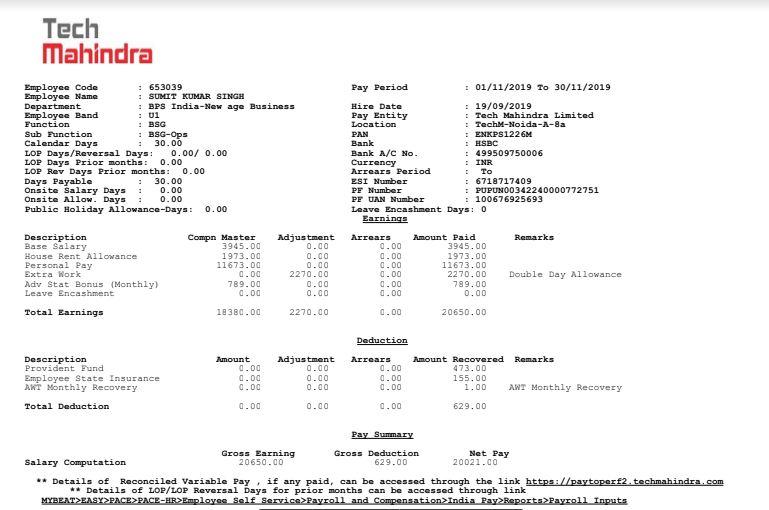 Tech
Mahindra
Employee Code : 653039 Pay Period : 01/11/2019 To 30/11/2019
Employee Name : SUMIT KUMAR SINGH
Department : BPS India-New age Business Hire Date : 19/09/2019
Employee Band : U1 Pay Entity : Tech Mahindra Limited
Function : BSG Location : TechM-Noida-A-8a
Sub Function : BSG-Ops PAN : ENKPS1226M
Calendar Days : 30.00 Bank : HSBC
LOP Days/Reversal Days: 0.00/ 0.00 Bank A/C No. : 499509750006
LOP Days Prior months: 0.00 Currency : INR
LOP Rev Days Prior months: 0.00 Arrears Period : To
Days Payable : 30.00 ESI Number : 6718717409
Onsite Salary Days : 0.00 PF Number : PUPUN00342240000772751
Onsite Allow. Days : 0.00 PF UAN Number : 100676925693
Public Holiday Allowance-Days: 0.00 Leave Encashment Days: 0
Earnings
Description Compn Master Adjustment Arrears Amount Paid Remarks
Base Salary 3945.00 0.00 0.00 3945.00
House Rent Allowance 1973.00 0.00 0.00 1973.00
Personal Pay 11673.00 0.00 0.00 11673.00
Extra Work 0.00 2270.00 0.00 2270.00 Double Day Allowance
Adv Stat Bonus (Monthly) 789.00 0.00 0.00 789.00
Leave Encashment 0.00 0.00 0.00 0.00
Total Earnings 18380.00 2270.00 0.00 20650.00
Deduction
Description Amount Adjustment Arrears Amount Recovered Remarks
Provident Fund 0.00 0.00 0.00 473.00
Employee State Insurance 0.00 0.00 0.00 155.00
AWT Monthly Recovery 0.00 0.00 0.00 1.00 AWT Monthly Recovery
Total Deduction 0.00 0.00 0.00 629.00
Pay Summary
Gross Earning Gross Deduction Net Pay
Salary Computation 20650.00 629.00 20021.00
** Details of Reconciled Variable Pay , if any paid, can be accessed through the link https://paytoperf2.techmahindra.com
** Details of LOP/LOP Reversal Days for prior months can be accessed through link
MYBEAT>EASY>PACE>PACE-HR>Employee Self Service>Payroll and Compensation>India Pay>Reports>Payroll Inputs